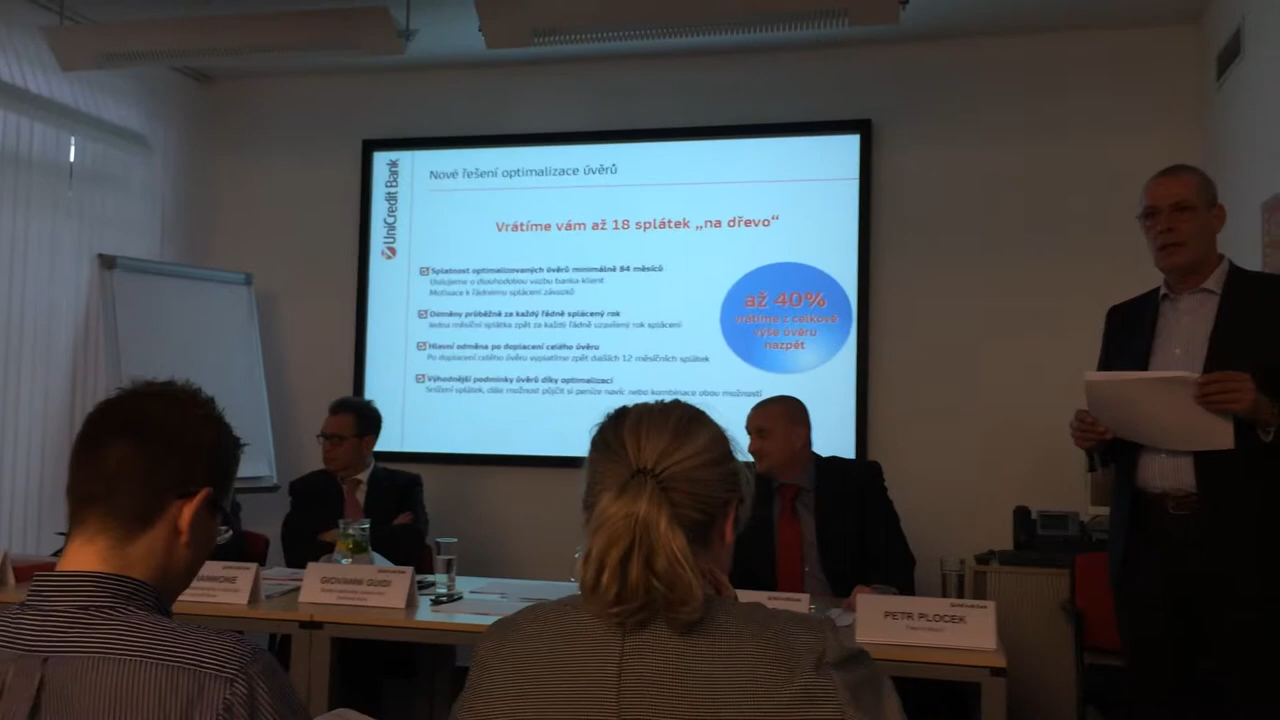 UniCredit Bank
Nové řešení optimalizace úvěrů
Vrátíme vám až 18 splátek „na dřevo“
Splatnost optimalizovaných úvěrů minimálně 84 měsíců
Usilujeme o dlouhodobou vazbu banka-klient
Motivace k řádnému splácení závazků
Odměny průběžně za každý řádně splácený rok
Jedna měsíční splátka zpět za každý řádně uzavřený rok splácení
Hlavní odměna po doplacení celého úvěru
Po doplacení celého úvěru vyplatíme zpět dalších 12 měsíčních splátek
Výhodnější podmínky úvěrů díky optimalizaci
Snížení splátek, dále možnost půjčit si peníze navíc nebo kombinace obou možností
až 40%
vrátíme z celkové
výše úvěru
nazpět
GIOVANNI GUIDI
PETR PLOCEK